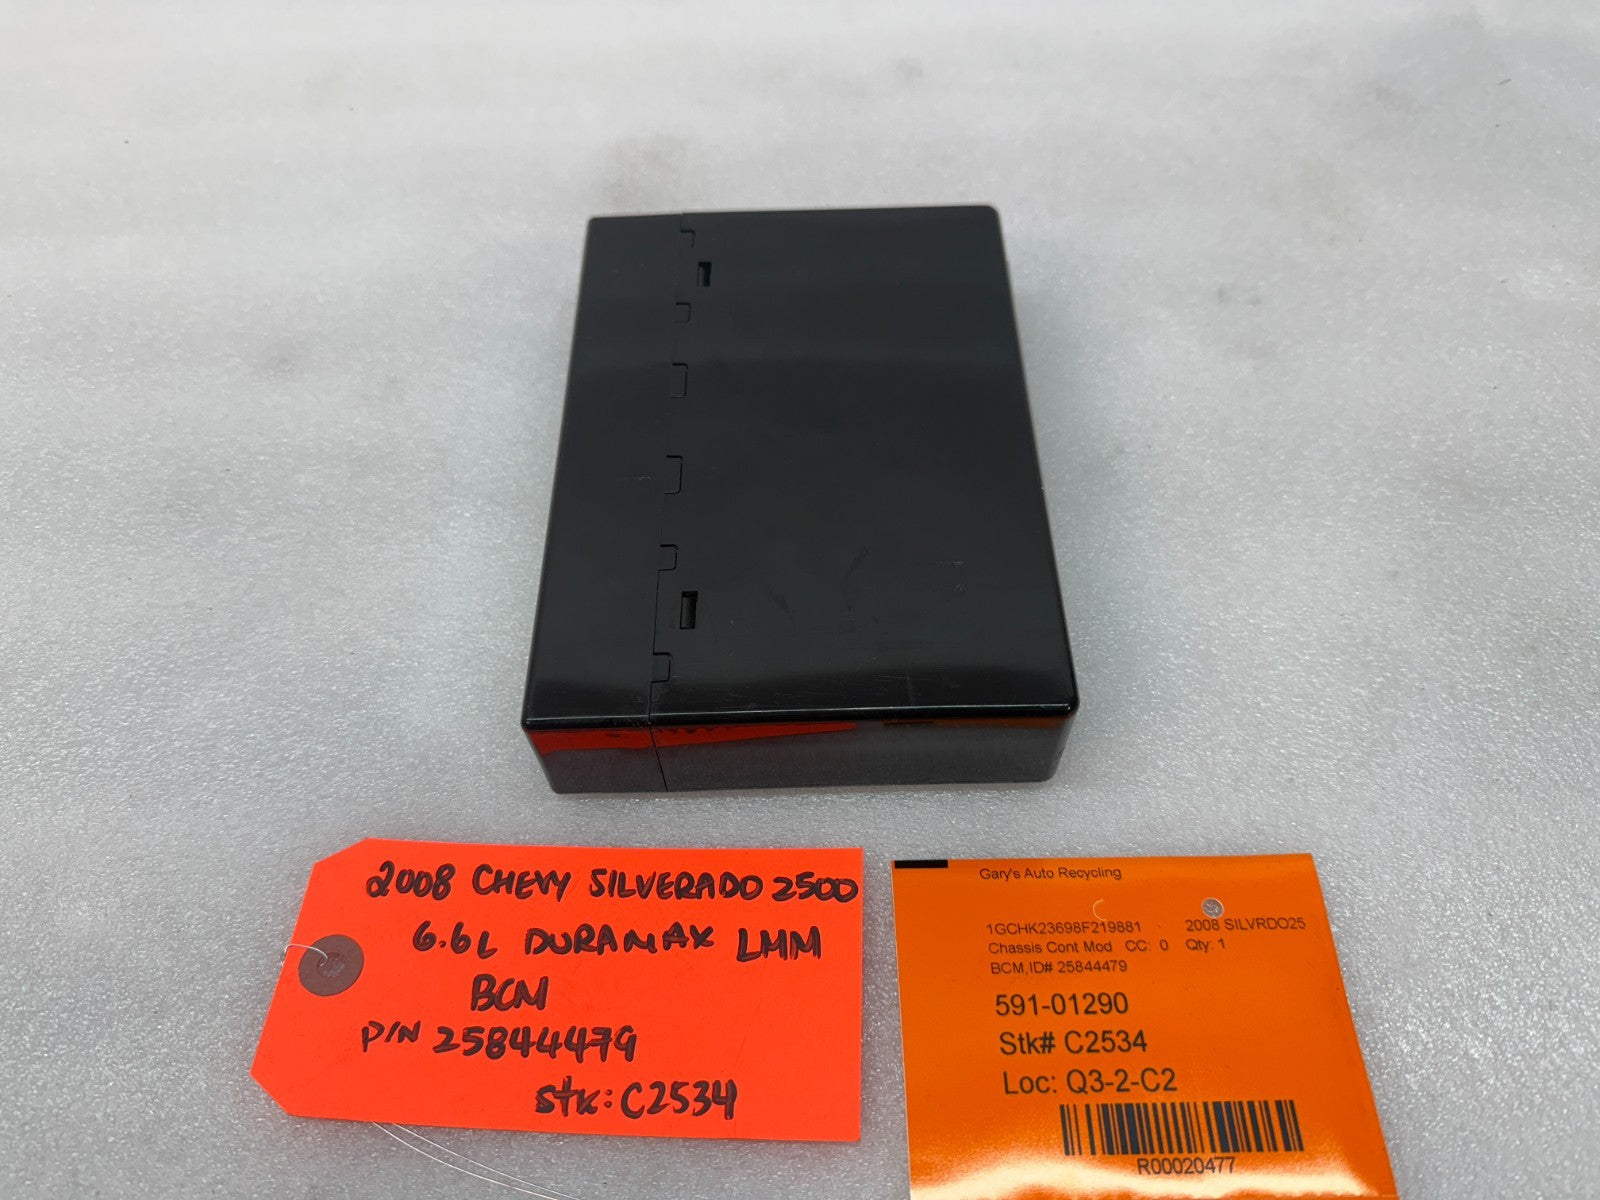 2008 CHEVY SILVERADO 2500
6.6L DURAMAX LMM
BCM
P/N 25844479
Stk: C2534
Gary's Auto Recycling
1GCHK23698F219881 2008 SILVRDO25
Chassis Cont Mod CC: 0 Qty: 1
BCM,ID# 25844479
591-01290
Stk# C2534
Loc: Q3-2-C2
R00020477